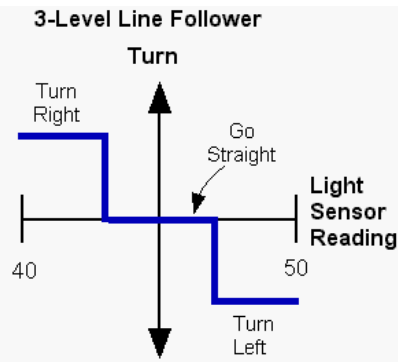 3-Level Line Follower
Turn
Turn
Right
Go
Straight
Light
Sensor
Reading
40
50
Turn
Left